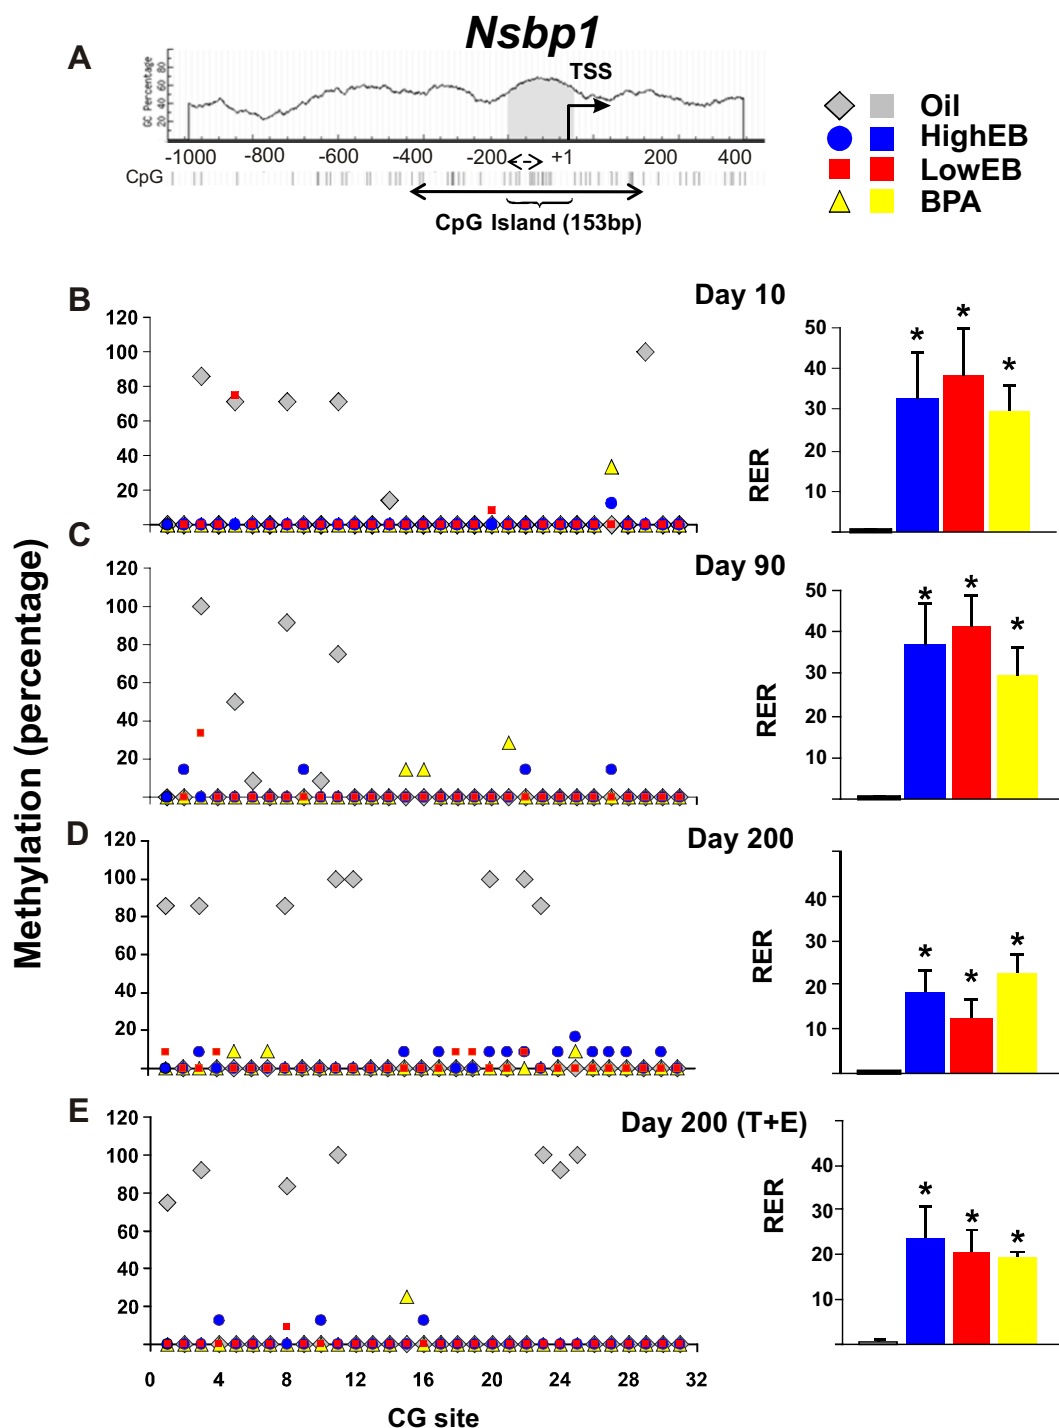 Nsbp1
A
GC Percentage
20 40 60 80
TSS
-1000 -800 -600 -400 -200 +1 200 400
CpG
CpG Island (153bp)
Oil
HighEB
LowEB
BPA
Methylation (percentage)
B
Day 10
120
100
80
60
40
20
RER
50
40
30
20
10
* * *
C
Day 90
120
100
80
60
40
20
RER
50
40
30
20
10
* * *
D
Day 200
120
100
80
60
40
20
RER
40
30
20
10
* * *
E
Day 200 (T+E)
120
100
80
60
40
20
RER
40
30
20
10
* * *
0 4 8 12 16 20 24 28 32
CG site